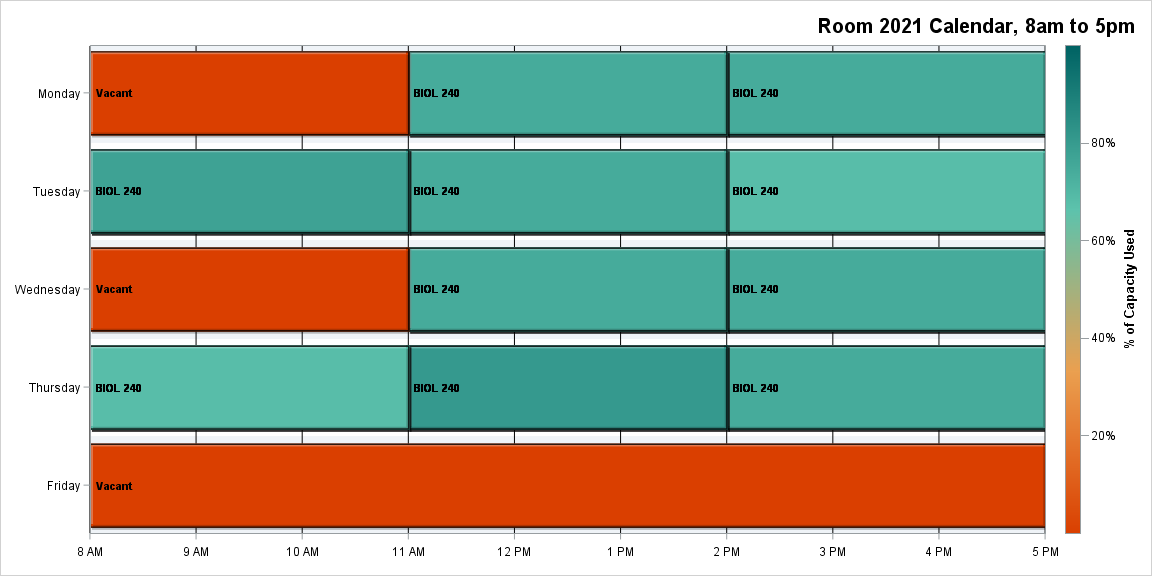 Room 2021 Calendar, 8am to 5pm
Monday
Vacant
BIOL 240
BIOL 240
Tuesday
BIOL 240
BIOL 240
BIOL 240
Wednesday
Vacant
BIOL 240
BIOL 240
Thursday
BIOL 240
BIOL 240
BIOL 240
Friday
Vacant
8 AM
9 AM
10 AM
11 AM
12 PM
1 PM
2 PM
3 PM
4 PM
5 PM
80%
60%
40%
20%
% of Capacity Used